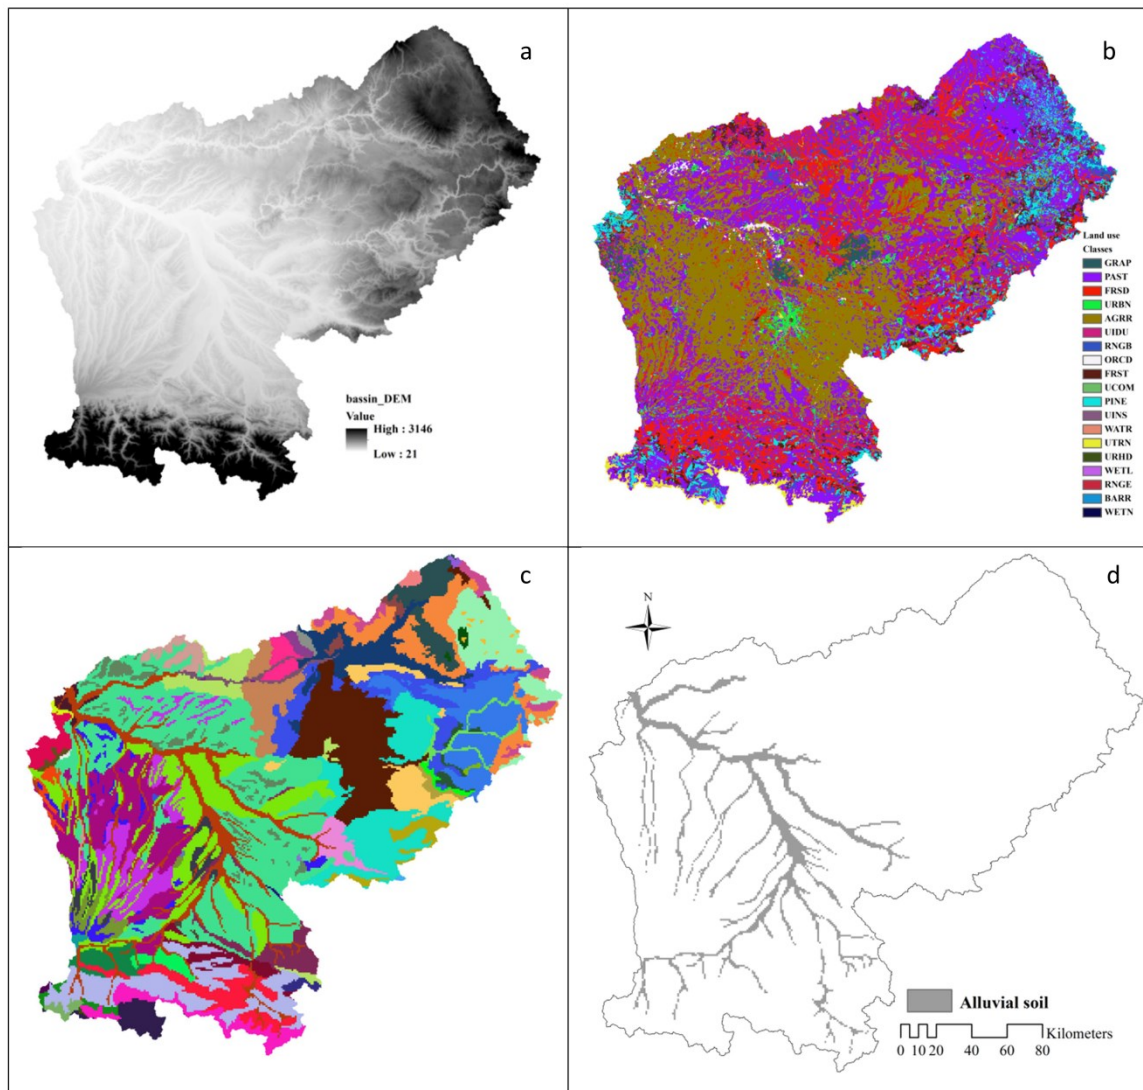 a
bassin_DEM
Value
High : 3146
Low : 21
b
Land use
Classes
GRAP
PAST
FRSD
URBN
AGRR
UIDU
RNGB
ORCD
FRST
UCOM
PINE
UINS
WATR
UTRN
URHD
WETL
RNGE
BARR
WETN
c
d
N
Alluvial soil
Kilometers
0 10 20 40 60 80